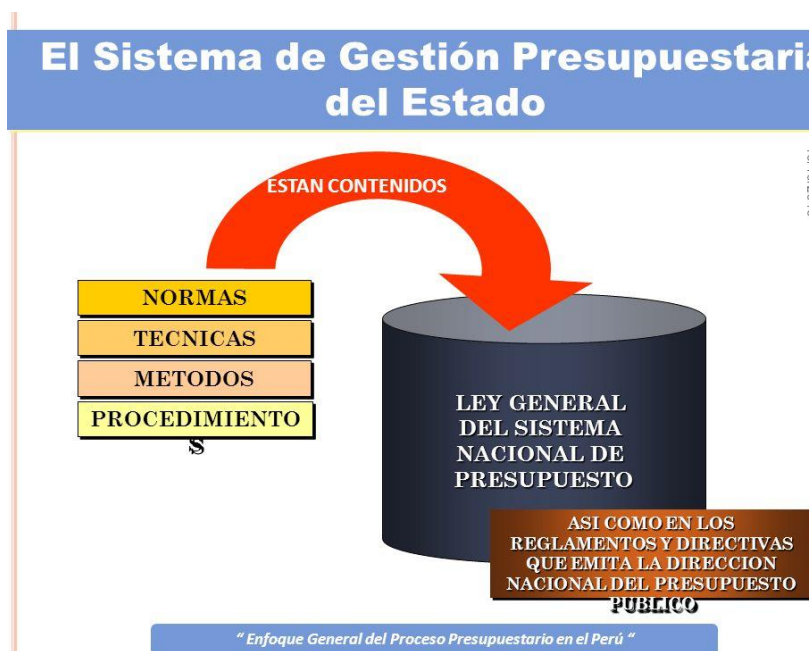 El Sistema de Gestión Presupuestaria
del Estado
ESTAN CONTENIDOS
NORMAS
TECNICAS
METODOS
PROCEDIMIENTO
S
LEY GENERAL
DEL SISTEMA
NACIONAL DE
PRESUPUESTO
ASI COMO EN LOS
REGLAMENTOS Y DIRECTIVAS
QUE EMITA LA DIRECCION
NACIONAL DEL PRESUPUESTO
PUBLICO
“ Enfoque General del Proceso Presupuestario en el Perú “